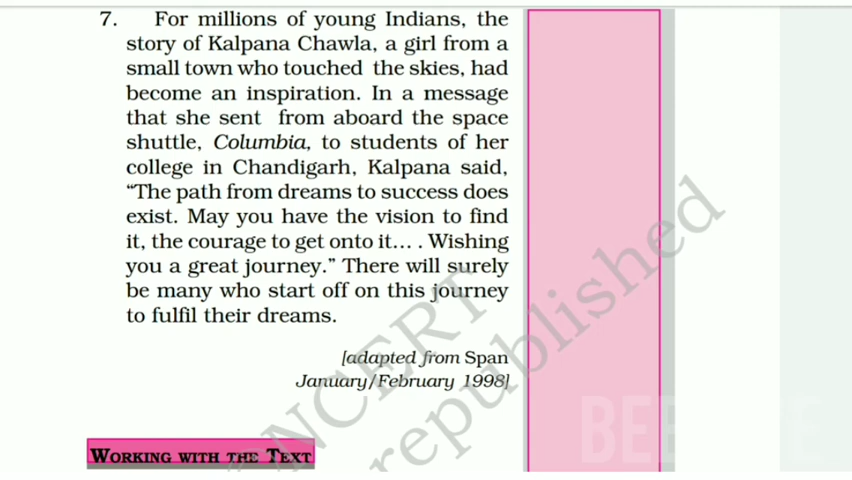 7. For millions of young Indians, the
story of Kalpana Chawla, a girl from a
small town who touched the skies, had
become an inspiration. In a message
that she sent from aboard the space
shuttle, Columbia, to students of her
college in Chandigarh, Kalpana said,
“The path from dreams to success does
exist. May you have the vision to find
it, the courage to get onto it... . Wishing
you a great journey.” There will surely
be many who start off on this journey
to fulfil their dreams.
[adapted from Span
January/February 1998]
WORKING WITH THE TEXT
NCERT
republished